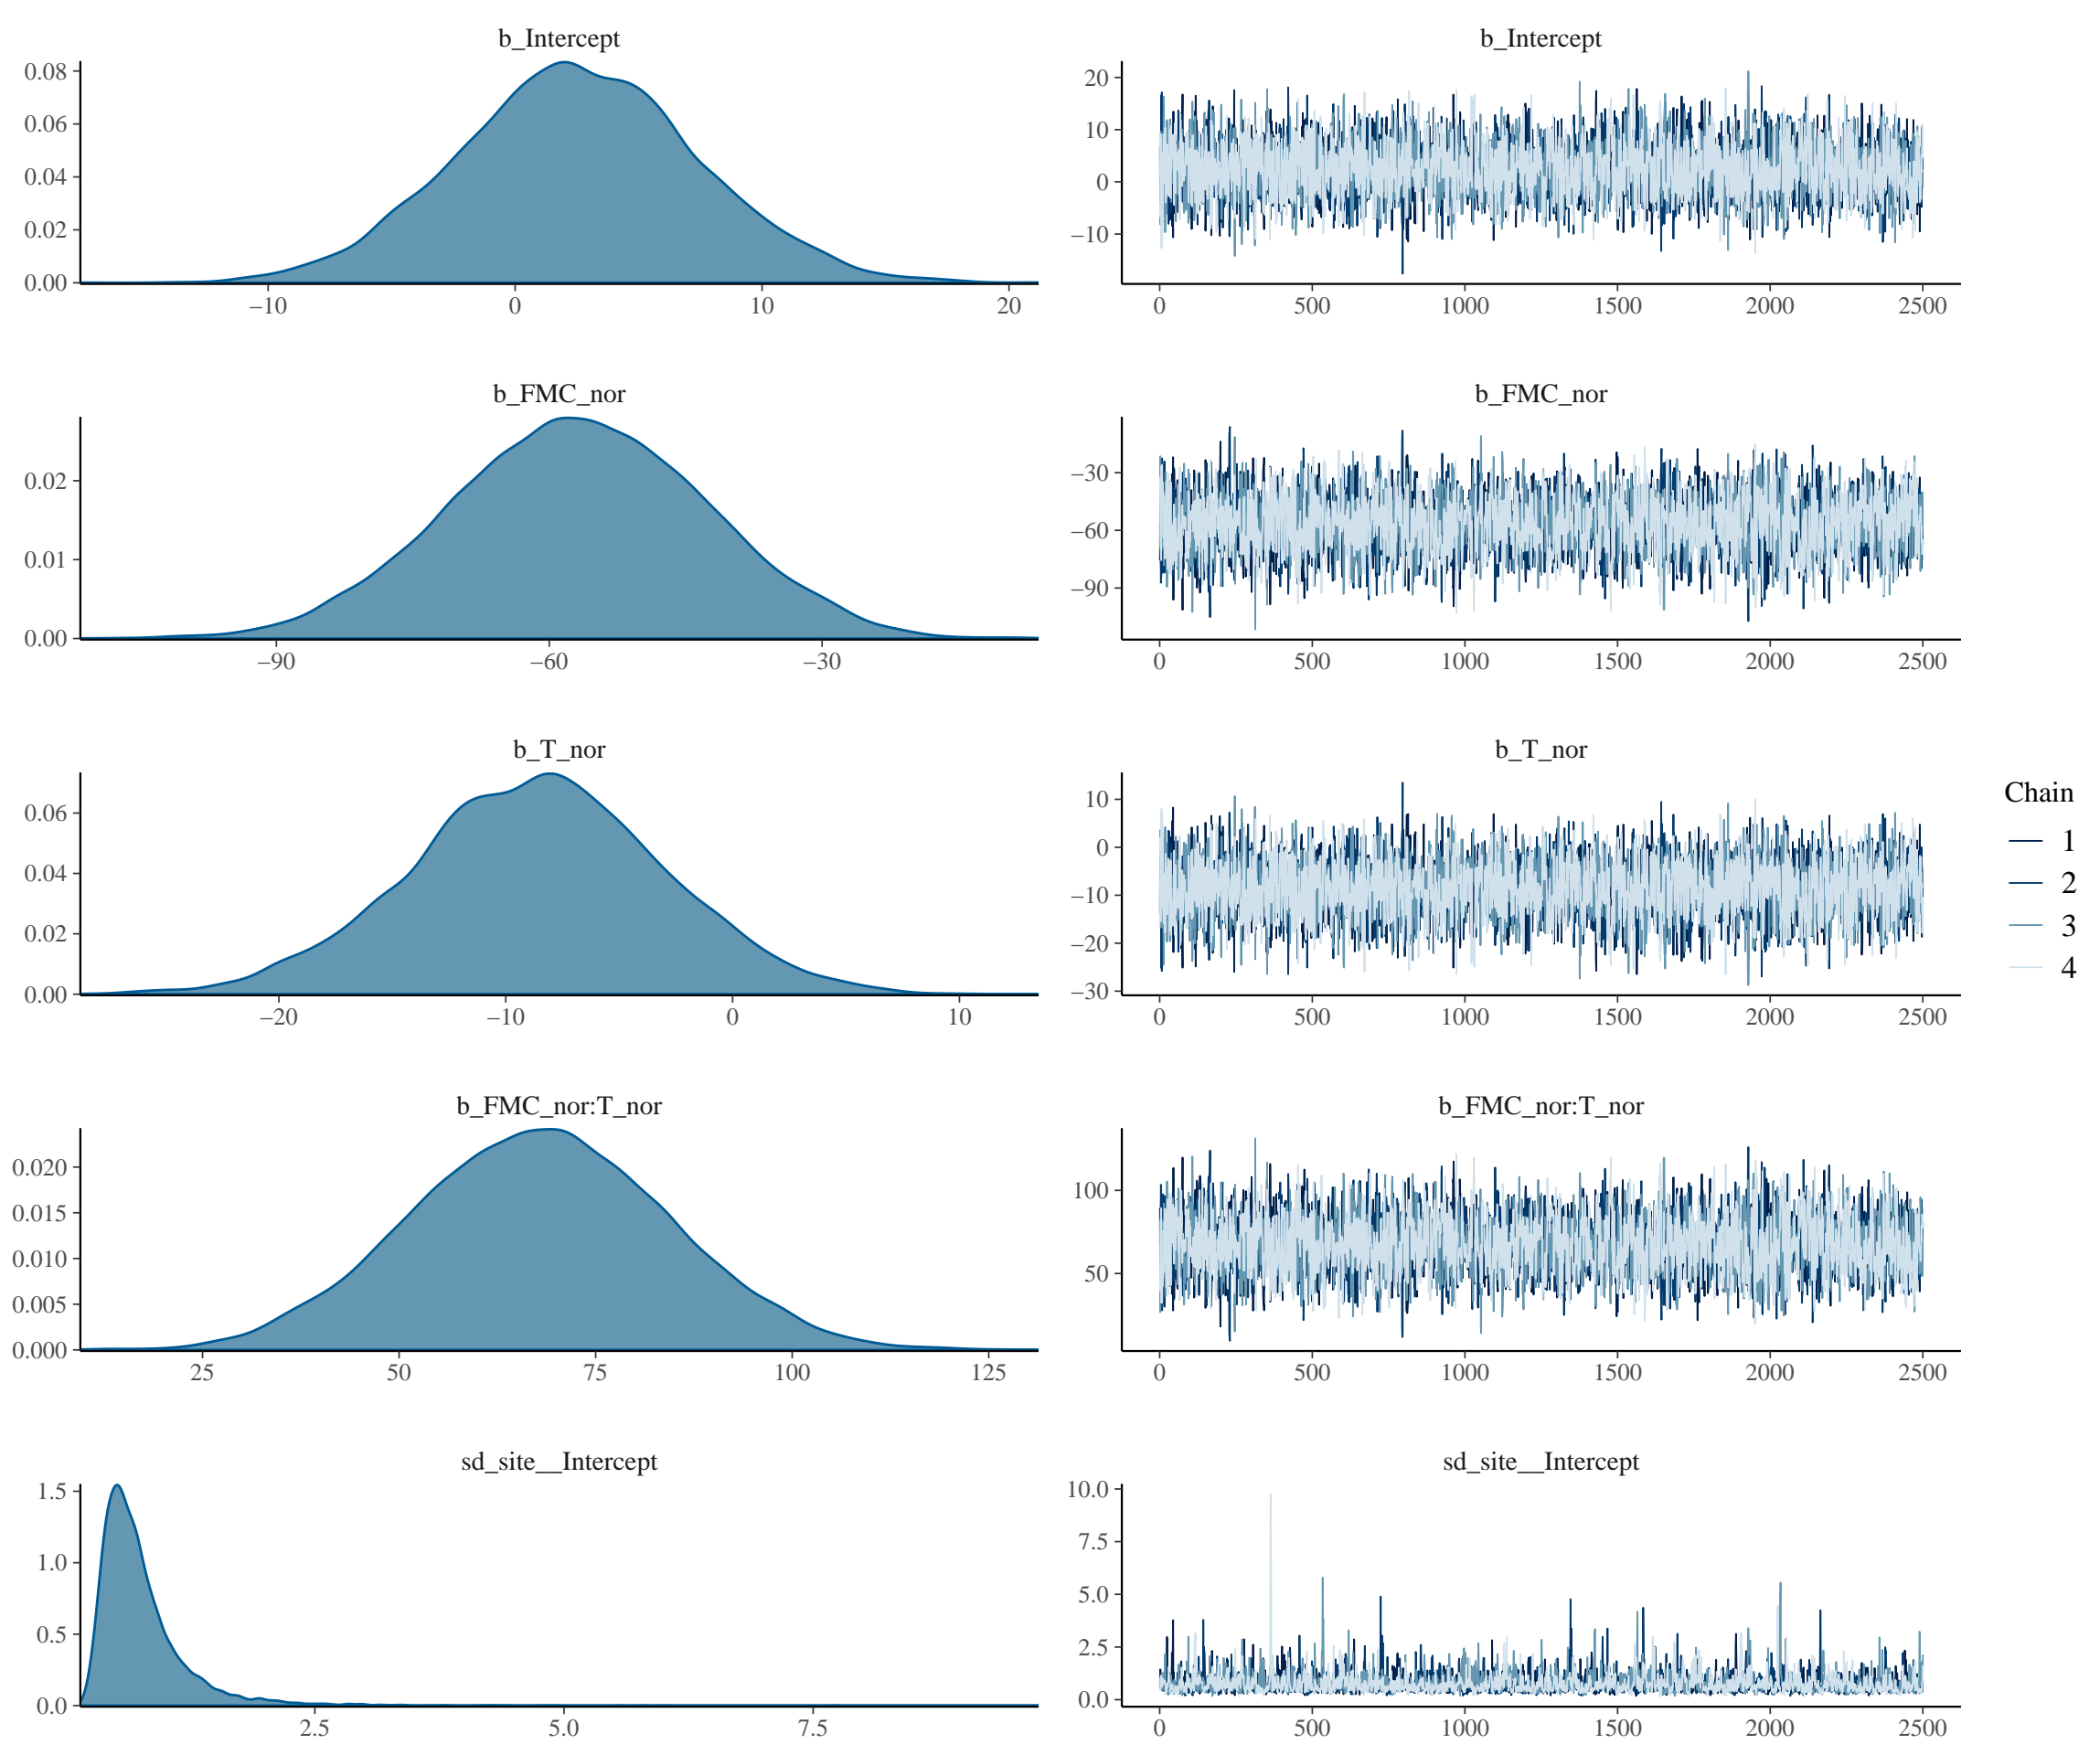 b_Intercept
0.08
0.06
0.04
0.02
0.00
−10 0 10 20
b_Intercept
20
10
0
−10
0 500 1000 1500 2000 2500
b_FMC_nor
0.02
0.01
0.00
−90 −60 −30
b_FMC_nor
−30
−60
−90
0 500 1000 1500 2000 2500
b_T_nor
0.06
0.04
0.02
0.00
−20 −10 0 10
b_T_nor
10
0
−10
−20
−30
0 500 1000 1500 2000 2500
Chain
1
2
3
4
b_FMC_nor:T_nor
0.020
0.015
0.010
0.005
0.000
25 50 75 100 125
b_FMC_nor:T_nor
100
50
0 500 1000 1500 2000 2500
sd_site__Intercept
1.5
1.0
0.5
0.0
2.5 5.0 7.5
sd_site__Intercept
10.0
7.5
5.0
2.5
0.0
0 500 1000 1500 2000 2500